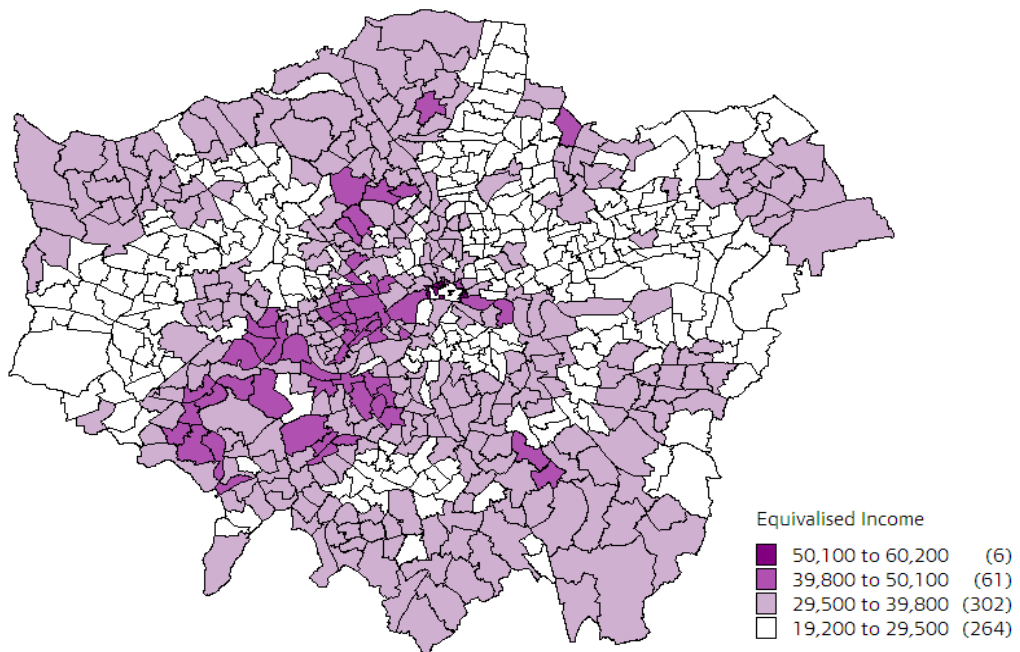 Equivalised Income
50,100 to 60,200 (6)
39,800 to 50,100 (61)
29,500 to 39,800 (302)
19,200 to 29,500 (264)